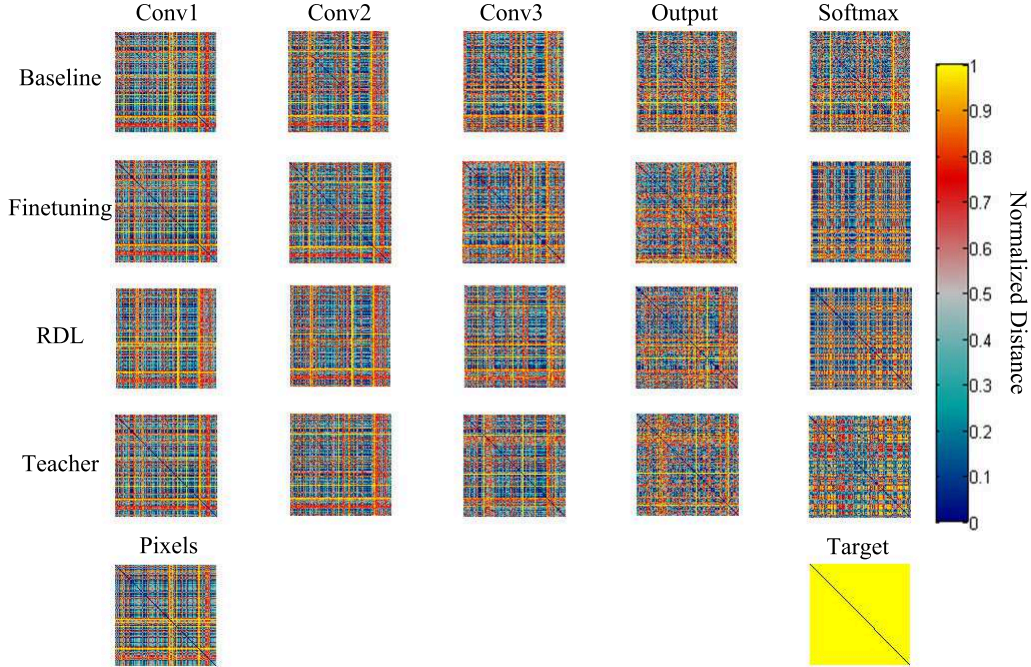 Conv1 Conv2 Conv3 Output Softmax
Baseline
Finetuning
RDL
Teacher
Pixels Target
1
0.9
0.8
0.7
0.6
0.5
0.4
0.3
0.2
0.1
0
Normalized Distance